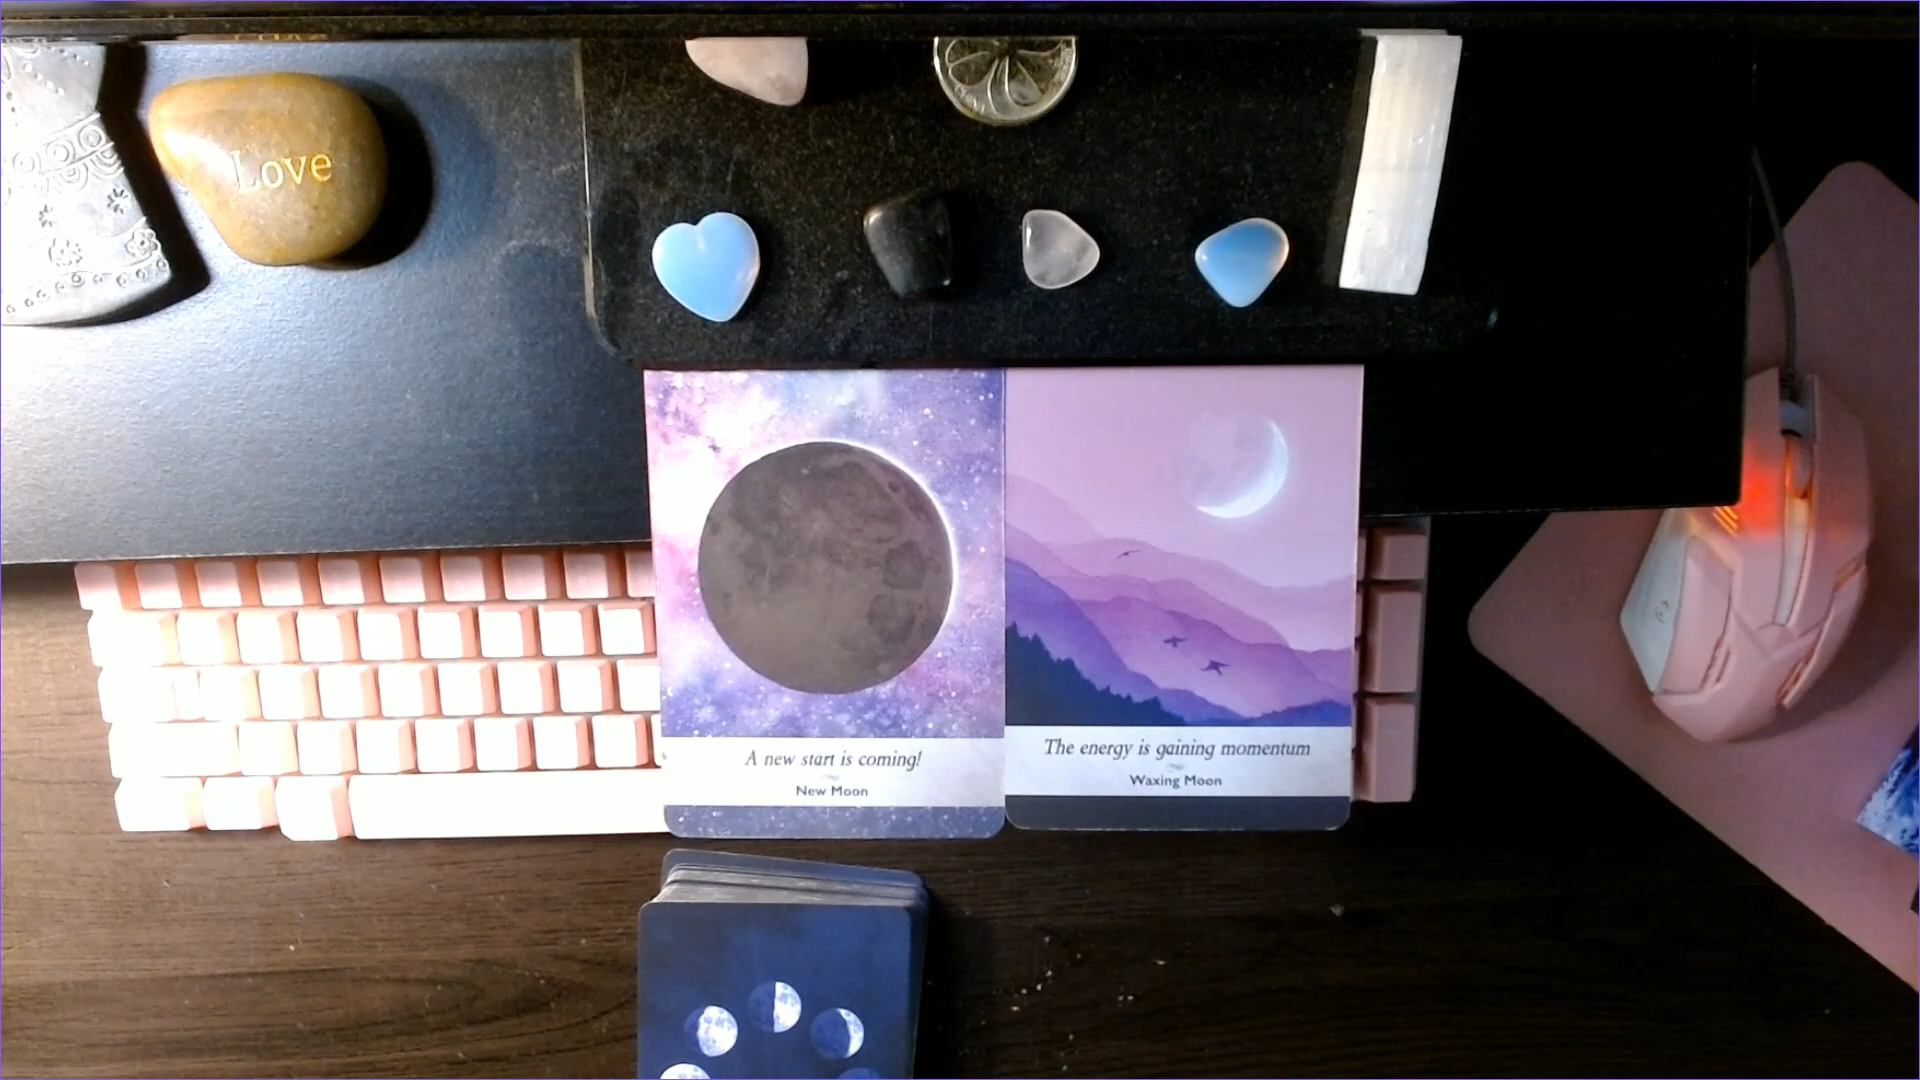 Love
A new start is coming!
New Moon
The energy is gaining momentum
Waxing Moon